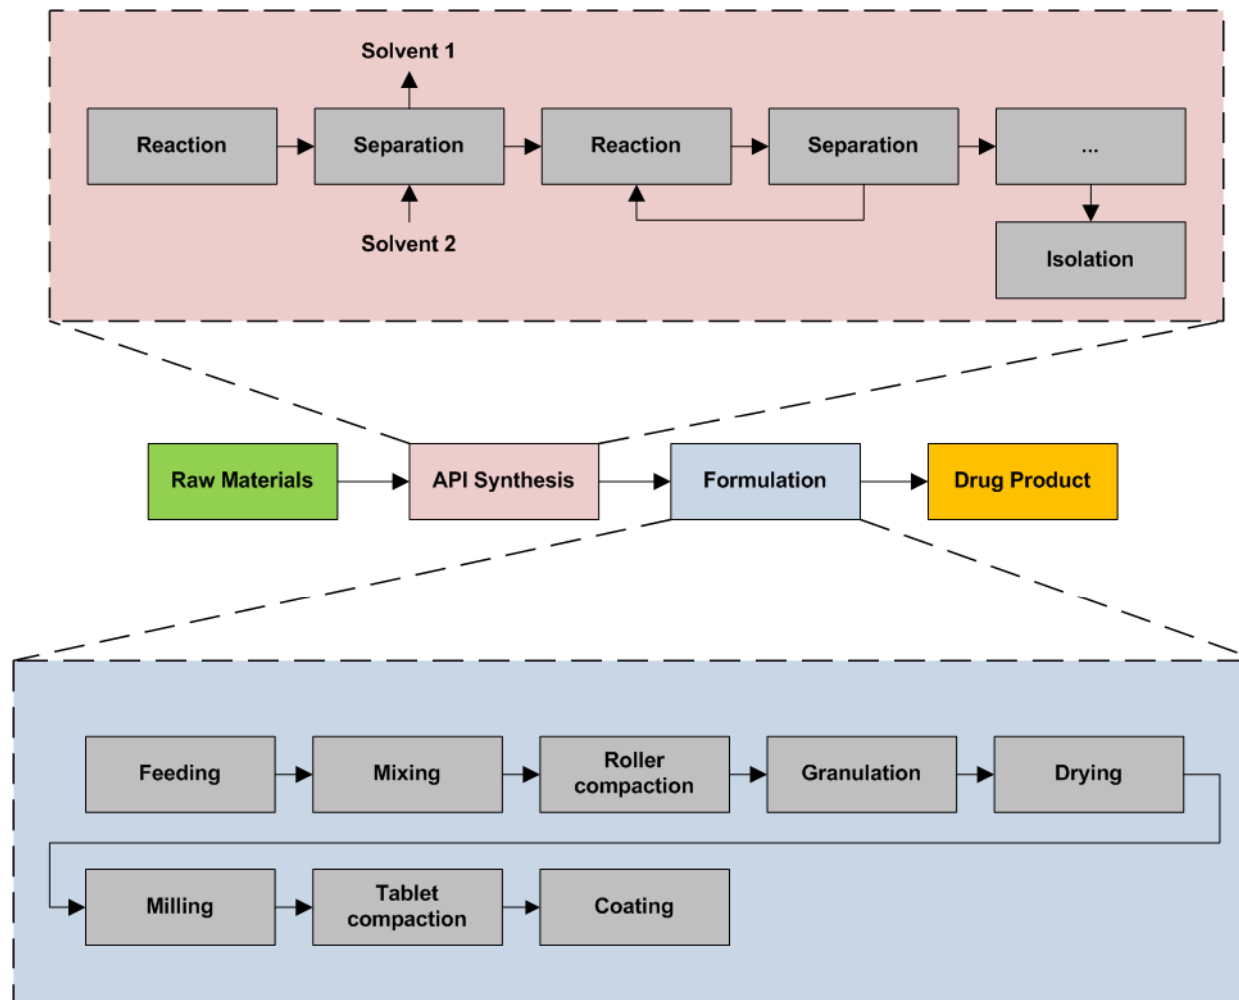 Solvent 1
Reaction
Separation
Reaction
Separation
...
Solvent 2
Isolation
Raw Materials
API Synthesis
Formulation
Drug Product
Feeding
Mixing
Roller
compaction
Granulation
Drying
Milling
Tablet
compaction
Coating